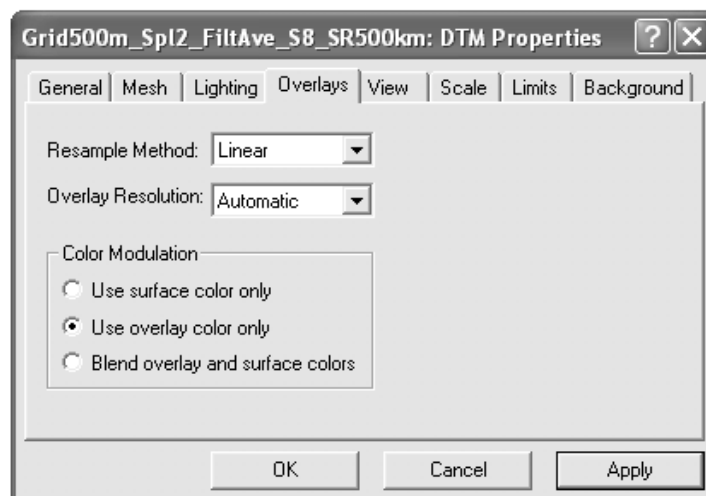 Grid500m_Spl2_FiltAve_S8_SR500km: DTM Properties
General Mesh Lighting Overlays View Scale Limits Background
Resample Method: Linear
Overlay Resolution: Automatic
Color Modulation
Use surface color only
Use overlay color only
Blend overlay and surface colors
OK Cancel Apply